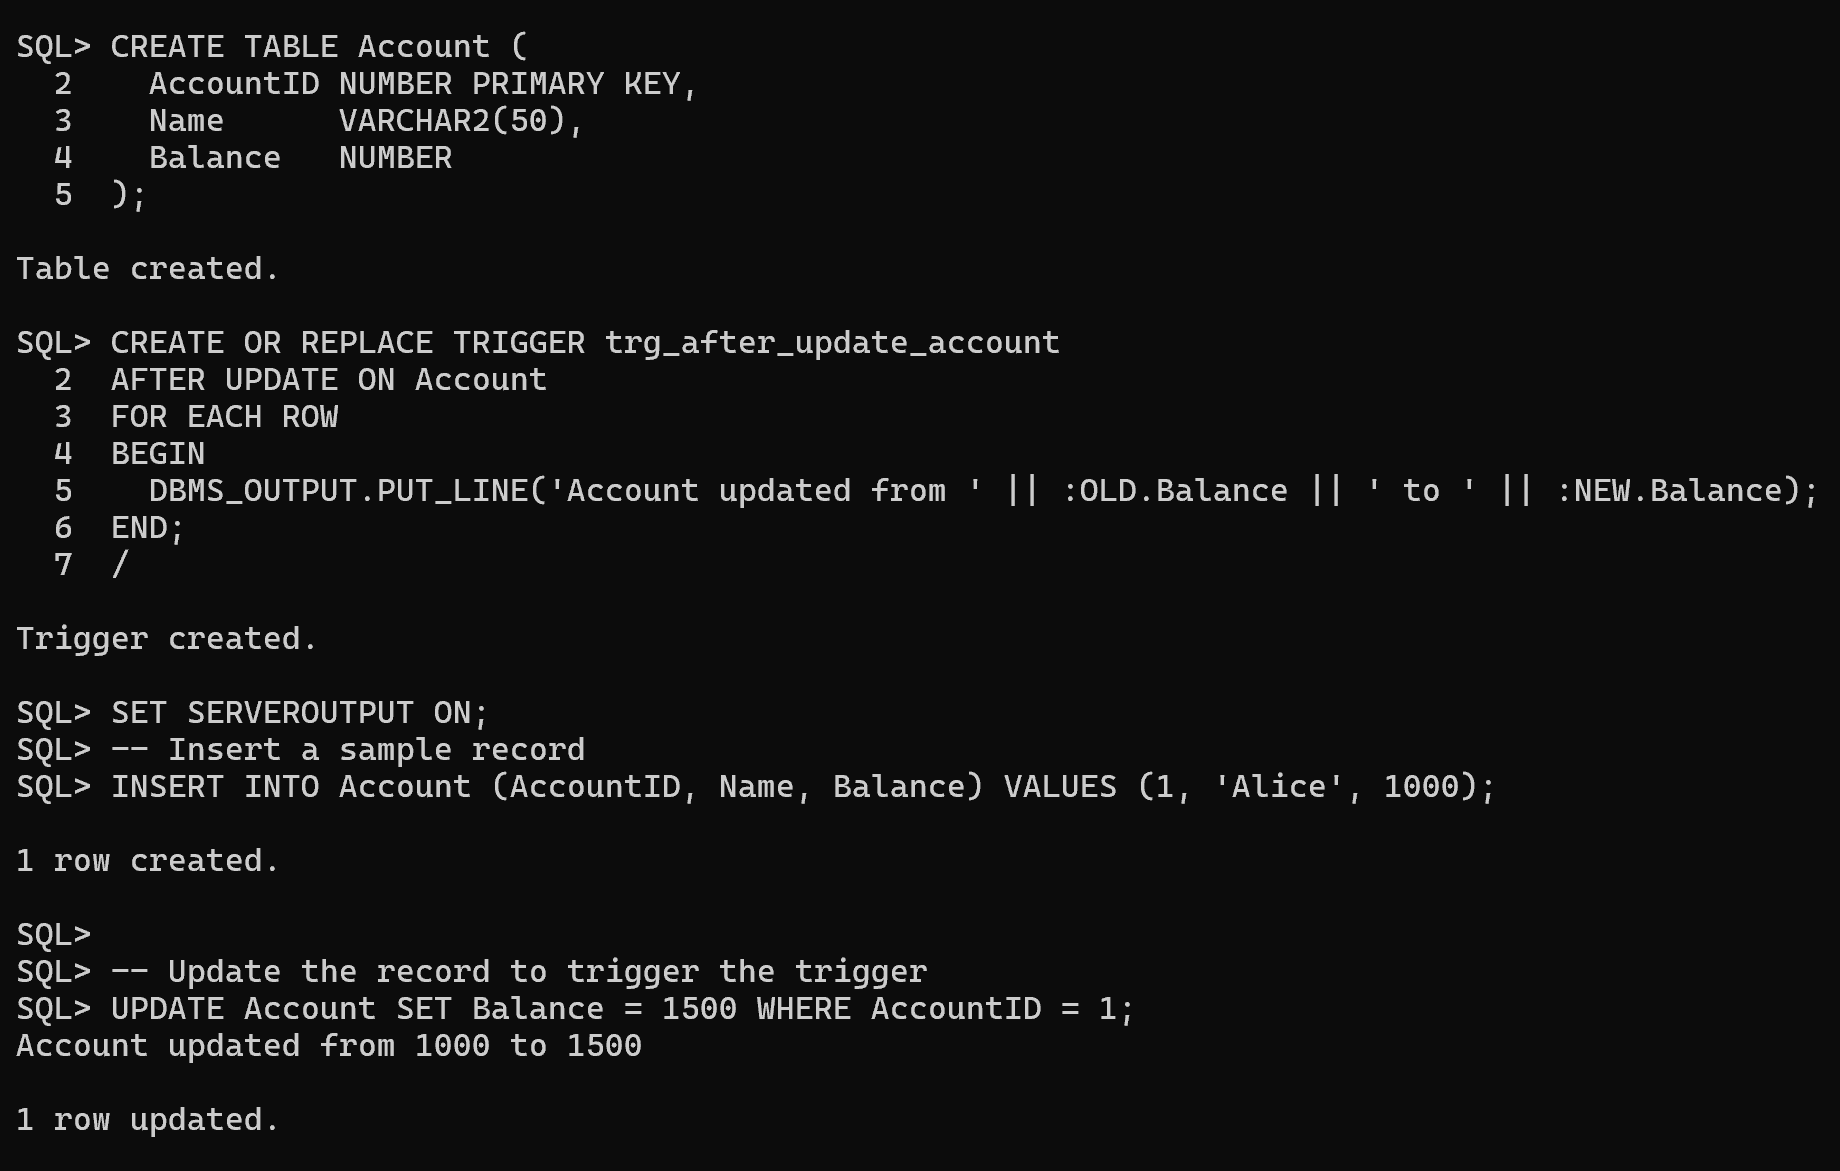 SQL> CREATE TABLE Account (
  2    AccountID NUMBER PRIMARY KEY,
  3    Name      VARCHAR2(50),
  4    Balance   NUMBER
  5  );
Table created.
SQL> CREATE OR REPLACE TRIGGER trg_after_update_account
  2  AFTER UPDATE ON Account
  3  FOR EACH ROW
  4  BEGIN
  5    DBMS_OUTPUT.PUT_LINE('Account updated from ' || :OLD.Balance || ' to ' || :NEW.Balance);
  6  END;
  7  /
Trigger created.
SQL> SET SERVEROUTPUT ON;
SQL> -- Insert a sample record
SQL> INSERT INTO Account (AccountID, Name, Balance) VALUES (1, 'Alice', 1000);
1 row created.
SQL>
SQL> -- Update the record to trigger the trigger
SQL> UPDATE Account SET Balance = 1500 WHERE AccountID = 1;
Account updated from 1000 to 1500
1 row updated.